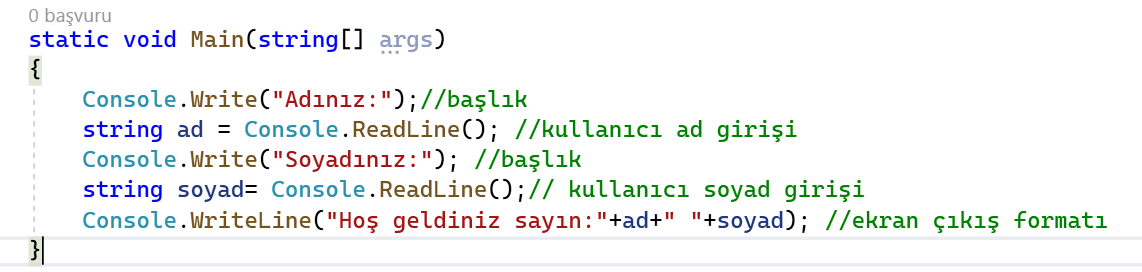 0 başvuru
static void Main(string[] args)
{
Console.Write("Adınız:");//başlık
string ad = Console.ReadLine(); //kullanıcı ad girişi
Console.Write("Soyadınız:"); //başlık
string soyad= Console.ReadLine();// kullanıcı soyad girişi
Console.WriteLine("Hoş geldiniz sayın:"+ad+" "+soyad); //ekran çıkış formatı
}